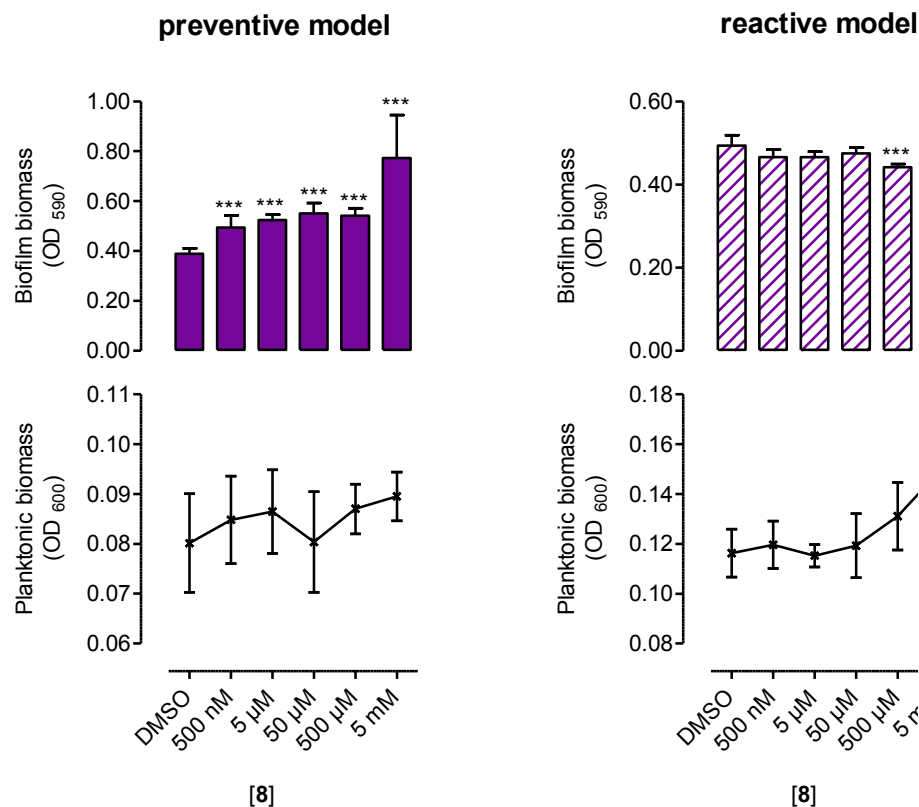 preventive model
reactive model
Biofilm biomass
(OD 590)
1.00
0.80
0.60
0.40
0.20
0.00
***
***
***
***
***
Biofilm biomass
(OD 590)
0.60
0.40
0.20
0.00
***
Planktonic biomass
(OD 600)
0.11
0.10
0.09
0.08
0.07
0.06
DMSO
500 nM
5 µM
50 µM
500 µM
5 mM
[8]
Planktonic biomass
(OD 600)
0.18
0.16
0.14
0.12
0.10
0.08
DMSO
500 nM
5 µM
50 µM
500 µM
5 m
[8]